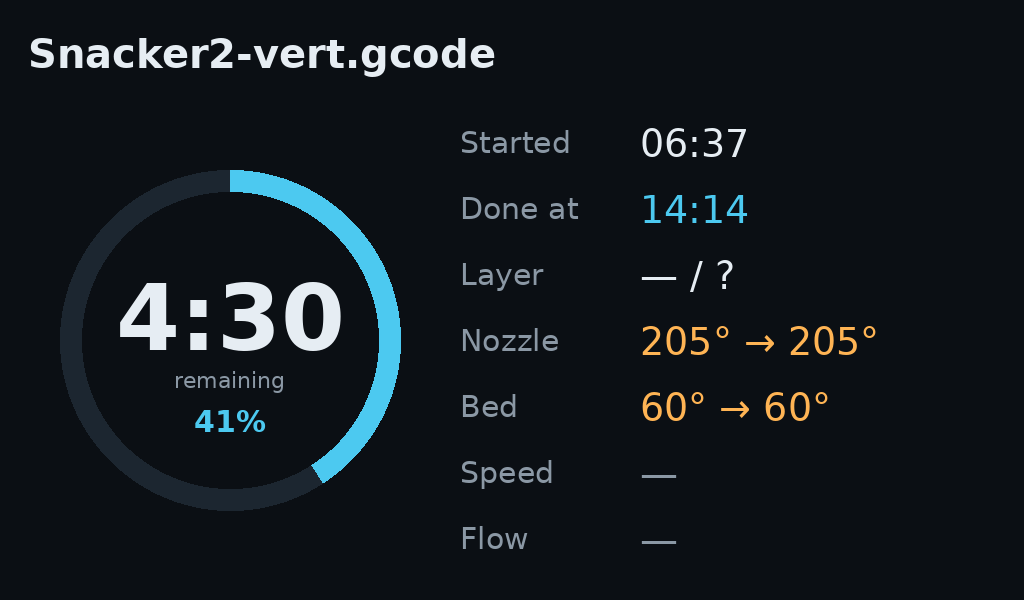 Snacker2-vert.gcode
4:30
remaining
41%
Started 06:37
Done at 14:14
Layer — / ?
Nozzle 205° → 205°
Bed 60° → 60°
Speed —
Flow —